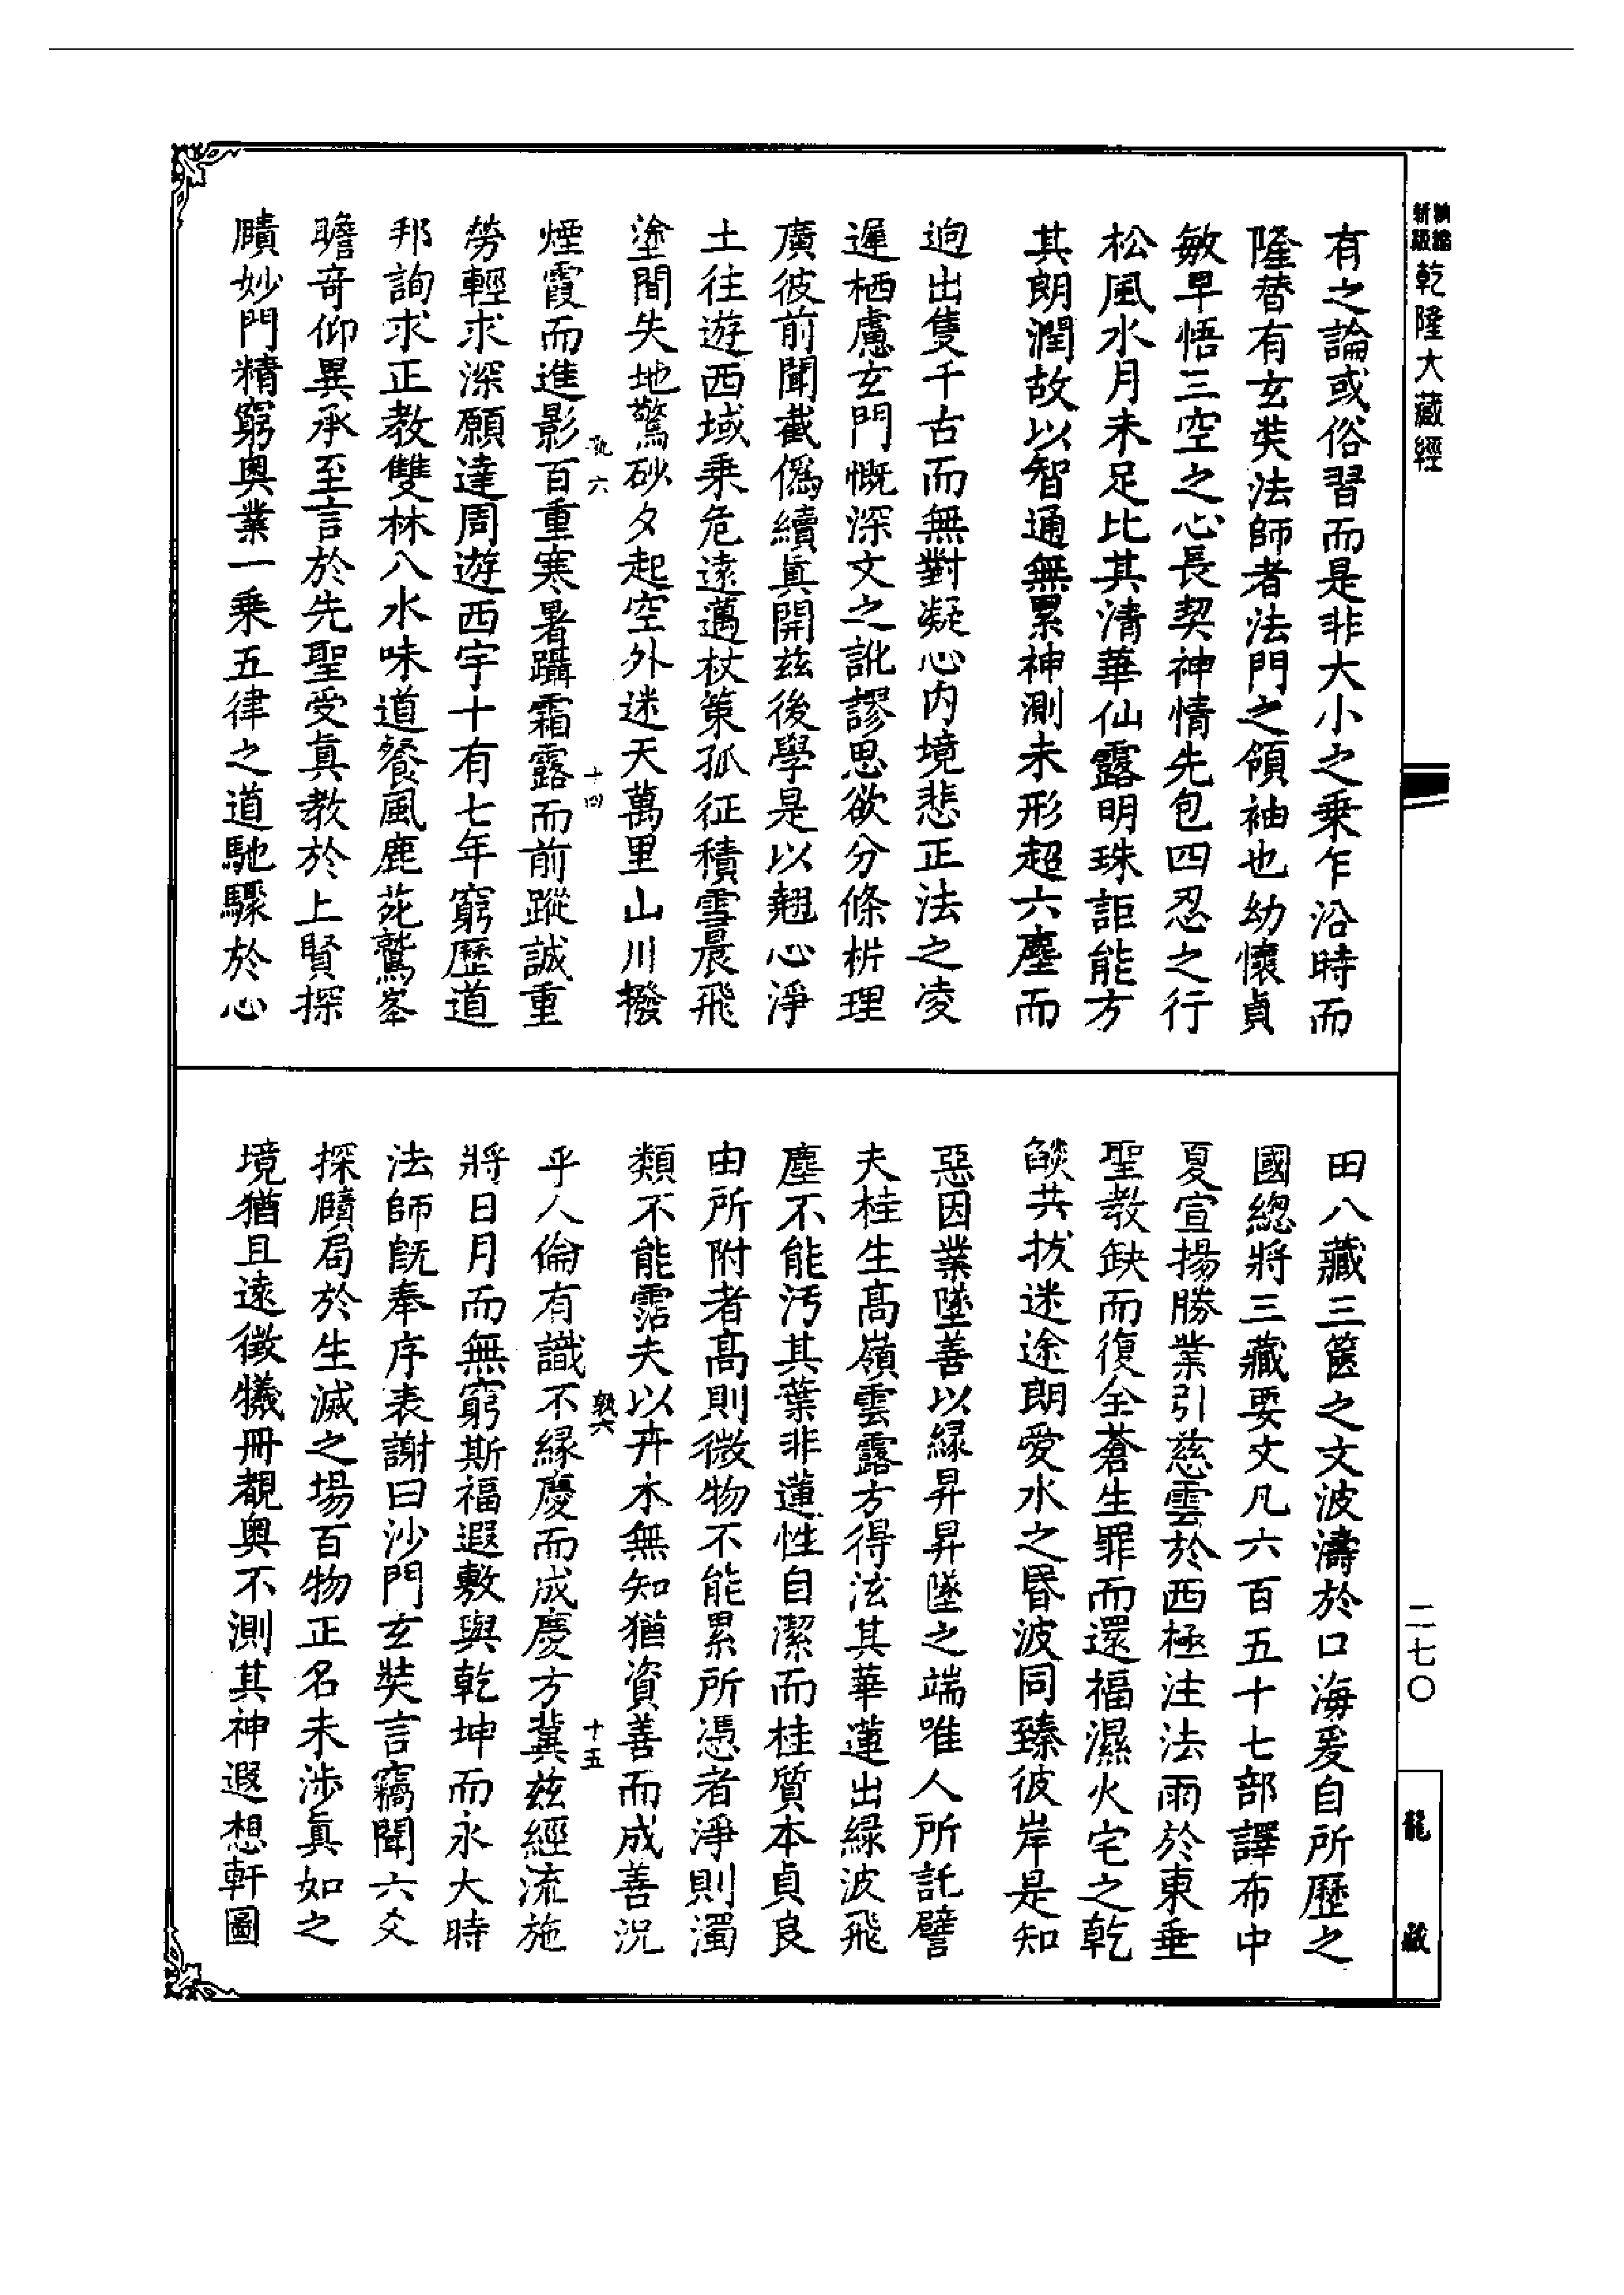 精縮新版乾隆大藏經
有之論或俗習而是非大小之乘乍沿時而
隆替有玄奘法師者法門之領袖也幼懷貞
敏早悟三空之心長契神情先包四忍之行
松風水月未足比其清華仙露明珠詎能方
其朗潤故以智通無累神測未形超六塵而
迥出隻千古而無對凝心内境悲正法之凌
遲栖慮玄門慨深文之訛謬思欲分條析理
廣彼前聞截僞續眞開茲後學是以翹心淨
土往遊西域乘危遠邁杖策孤征積雪晨飛
塗間失地驚砂夕起空外迷天萬里山川撥
孰六 十四
煙霞而進影百重寒暑躡霜露而前蹤誠重
勞輕求深願達周遊西宇十有七年窮歷道
邦詢求正教雙林八水味道餐風鹿苑鷲峯
瞻奇仰異承至言於先聖受眞教於上賢探
賾妙門精窮奧業一乘五律之道馳驟於心
田八藏三篋之文波濤於口海爰自所歷之
國總將三藏要文凡六百五十七部譯布中
夏宣揚勝業引慈雲於西極注法雨於東垂
聖教缺而復全蒼生罪而還福濕火宅之乾
燄共拔迷途朗愛水之昏波同臻彼岸是知
惡因業墜善以緣昇昇墜之端唯人所託譬
夫桂生高嶺雲露方得泫其華蓮出綠波飛
塵不能汚其葉非蓮性自潔而桂質本貞良
由所附者高則微物不能累所憑者淨則濁
類不能霑夫以卉木無知猶資善而成善況
孰六 十五
乎人倫有識不緣慶而成慶方冀茲經流施
將日月而無窮斯福遐敷與乾坤而永大時
法師旣奉序表謝曰沙門玄奘言竊聞六爻
探賾局於生滅之場百物正名未涉眞如之
境猶且遠徵犧冊覩奧不測其神遐想軒圖
二七〇
龍藏